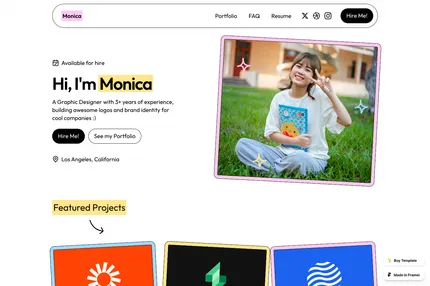 Monica
Portfolio
FAQ
Resume
Hire Me!
Available for hire
Hi, I'm Monica
A Graphic Designer with 3+ years of experience,
building awesome logos and brand identity for
cool companies :)
Hire Me!
See my Portfolio
Los Angeles, California
Featured Projects
Buy Template
Made in Framer